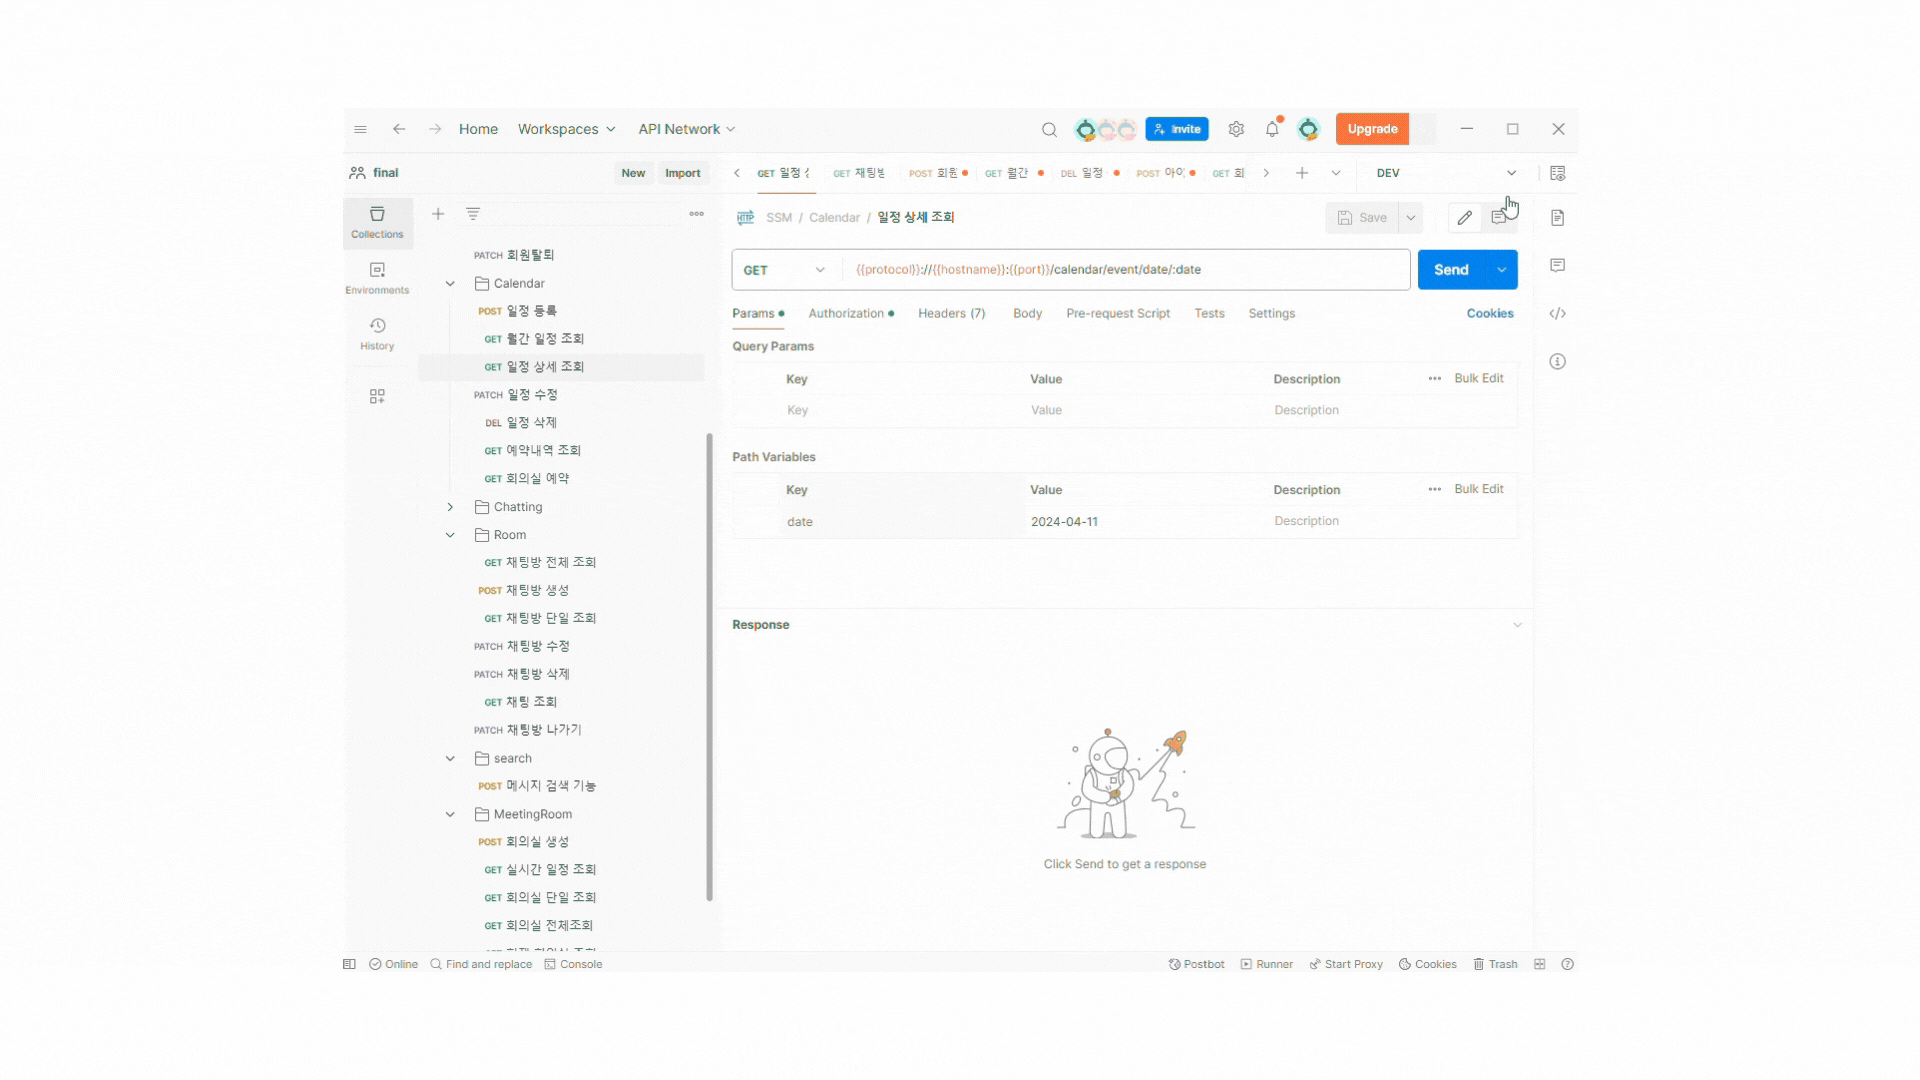 Home Workspaces API Network Invite Upgrade
final New Import
GET 일정 GET 채팅방 POST 회원 GET 월간 DEL 일정 POST 아이 GET 회 DEV
Collections
Environments
History
SSM / Calendar / 일정 상세 조회 Save
GET {{protocol}}://{{hostname}}:{{port}}/calendar/event/date/:date Send
Params Authorization Headers (7) Body Pre-request Script Tests Settings Cookies
Query Params
Key Value Description Bulk Edit
Key Value Description
Path Variables
Key Value Description Bulk Edit
date 2024-04-11 Description
Response
Click Send to get a response
PATCH 회원탈퇴
Calendar
POST 일정 등록
GET 월간 일정 조회
GET 일정 상세 조회
PATCH 일정 수정
DEL 일정 삭제
GET 예약내역 조회
GET 회의실 예약
Chatting
Room
GET 채팅방 전체 조회
POST 채팅방 생성
GET 채팅방 단일 조회
PATCH 채팅방 수정
PATCH 채팅방 삭제
GET 채팅 조회
PATCH 채팅방 나가기
search
POST 메시지 검색 기능
MeetingRoom
POST 회의실 생성
GET 실시간 일정 조회
GET 회의실 단일 조회
GET 회의실 전체조회
Online Find and replace Console Postbot Runner Start Proxy Cookies Trash